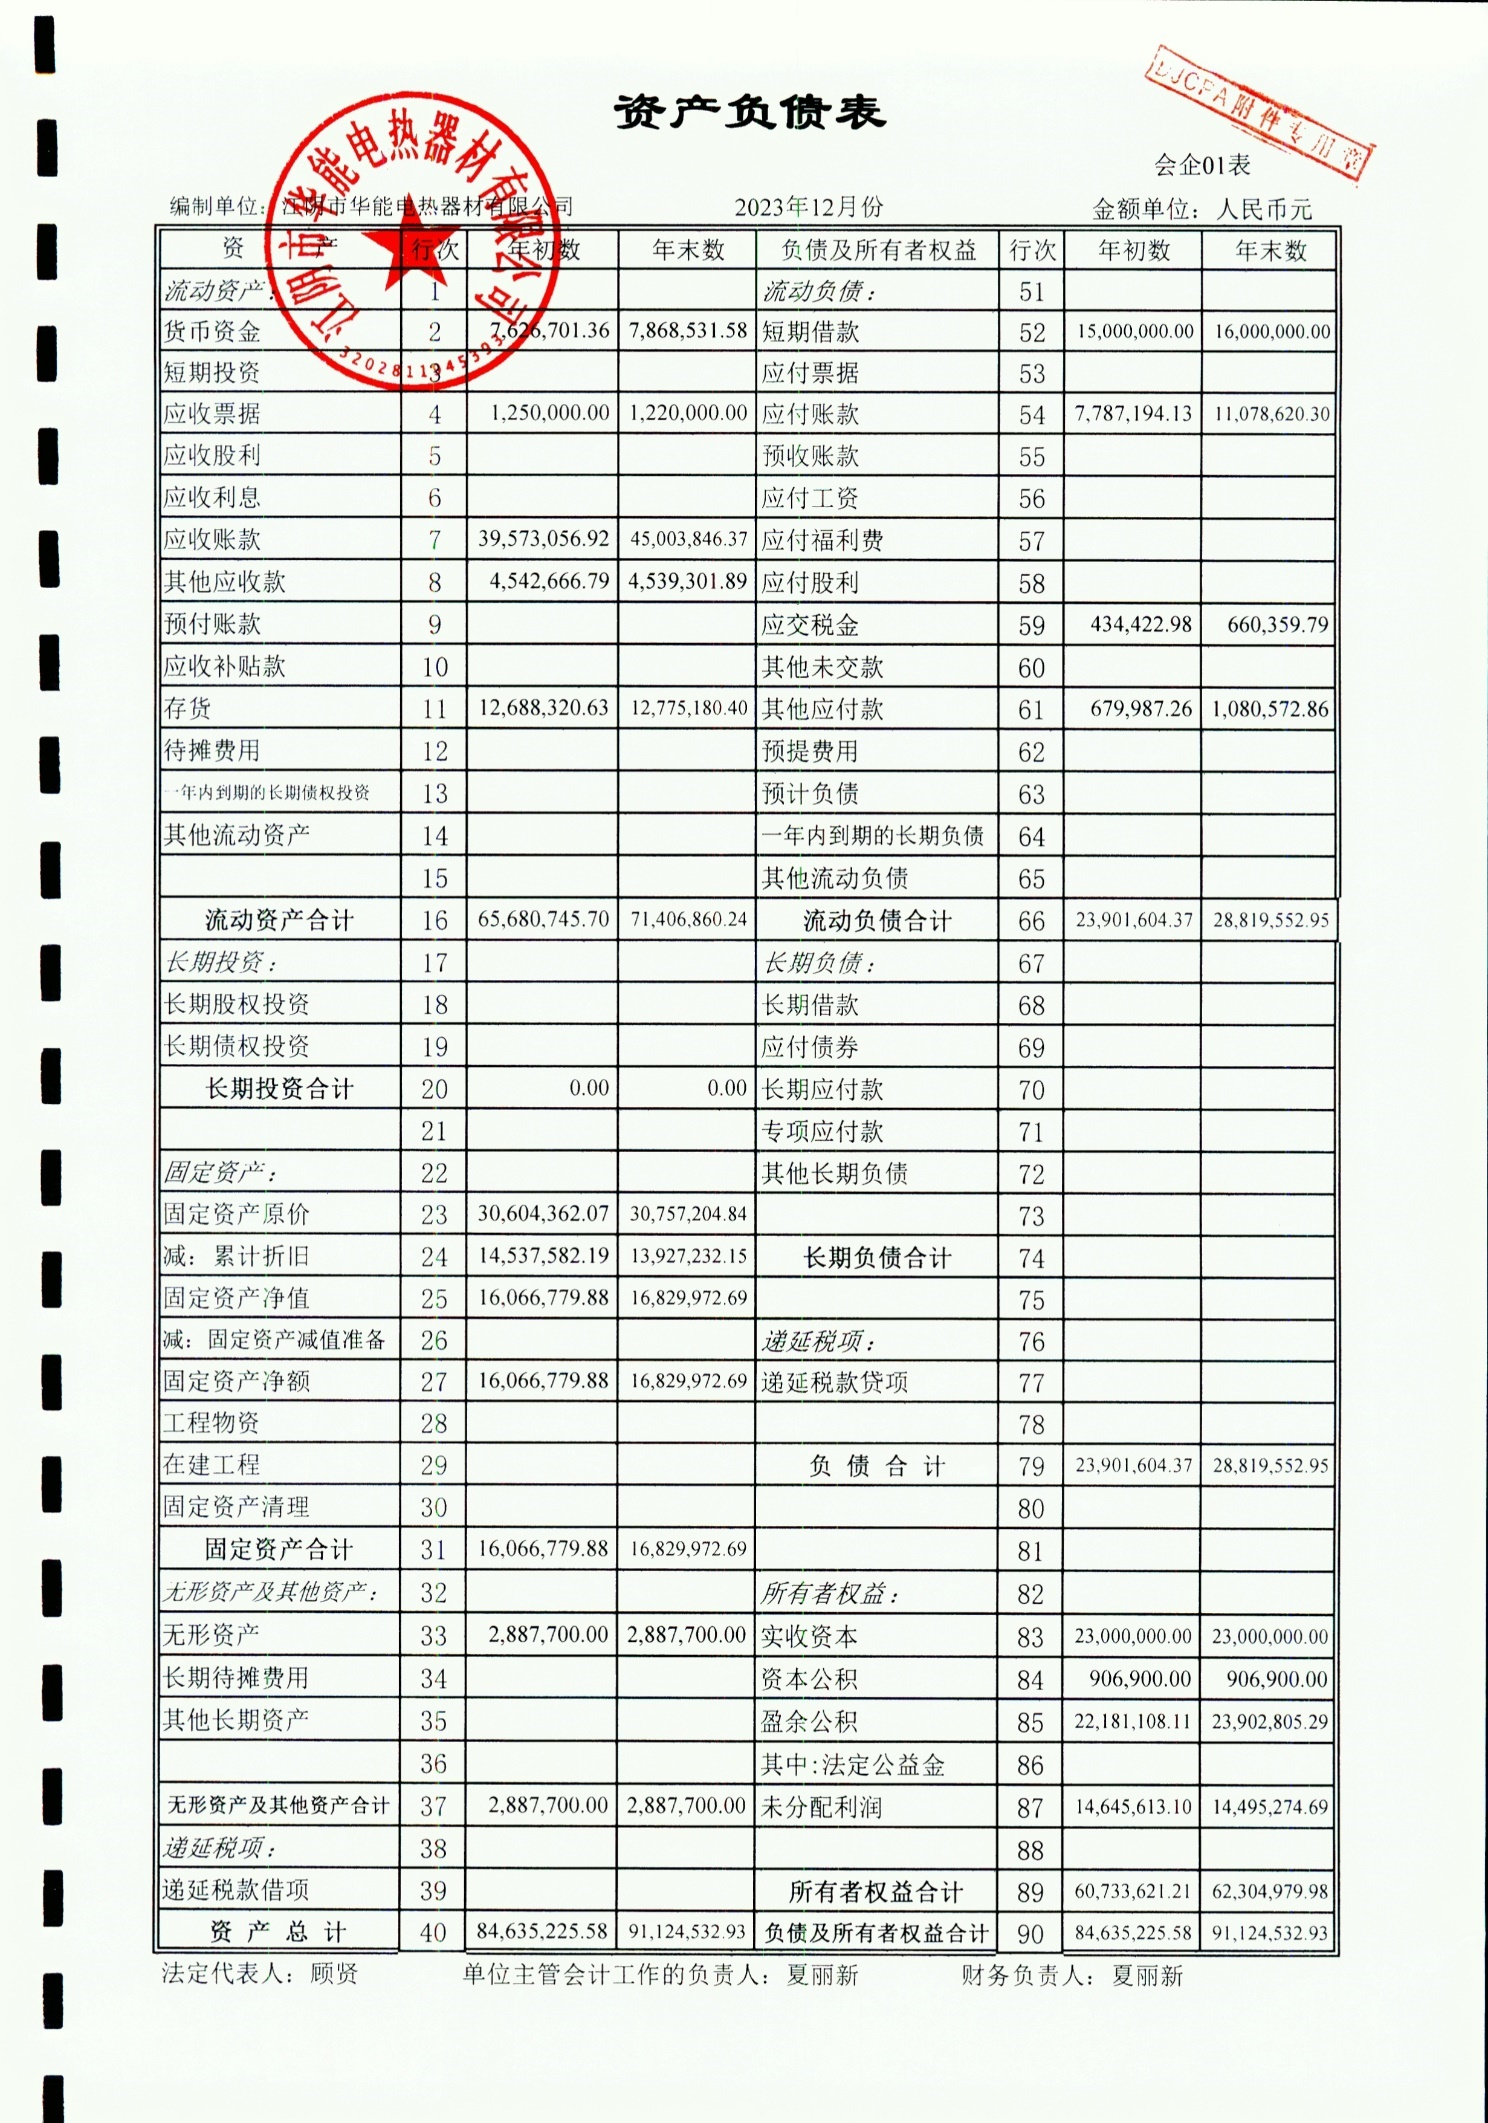 资产负债表
DJCPA附件专用章
会企01表
编制单位：江阴市华能电热器材有限公司 2023年12月份 金额单位：人民币元
江阴市华能电热器材有限公司
资 产 行次 年初数 年末数 负债及所有者权益 行次 年初数 年末数
流动资产： 1 流动负债： 51
货币资金 2 7,626,701.36 7,868,531.58 短期借款 52 15,000,000.00 16,000,000.00
短期投资 3 应付票据 53
应收票据 4 1,250,000.00 1,220,000.00 应付账款 54 7,787,194.13 11,078,620.30
应收股利 5 预收账款 55
应收利息 6 应付工资 56
应收账款 7 39,573,056.92 45,003,846.37 应付福利费 57
其他应收款 8 4,542,666.79 4,539,301.89 应付股利 58
预付账款 9 应交税金 59 434,422.98 660,359.79
应收补贴款 10 其他未交款 60
存货 11 12,688,320.63 12,775,180.40 其他应付款 61 679,987.26 1,080,572.86
待摊费用 12 预提费用 62
一年内到期的长期债权投资 13 预计负债 63
其他流动资产 14 一年内到期的长期负债 64
15 其他流动负债 65
流动资产合计 16 65,680,745.70 71,406,860.24 流动负债合计 66 23,901,604.37 28,819,552.95
长期投资： 17 长期负债： 67
长期股权投资 18 长期借款 68
长期债权投资 19 应付债券 69
长期投资合计 20 0.00 0.00 长期应付款 70
21 专项应付款 71
固定资产： 22 其他长期负债 72
固定资产原价 23 30,604,362.07 30,757,204.84 73
减：累计折旧 24 14,537,582.19 13,927,232.15 长期负债合计 74
固定资产净值 25 16,066,779.88 16,829,972.69 75
减：固定资产减值准备 26 递延税项： 76
固定资产净额 27 16,066,779.88 16,829,972.69 递延税款贷项 77
工程物资 28 78
在建工程 29 负 债 合 计 79 23,901,604.37 28,819,552.95
固定资产清理 30 80
固定资产合计 31 16,066,779.88 16,829,972.69 81
无形资产及其他资产： 32 所有者权益： 82
无形资产 33 2,887,700.00 2,887,700.00 实收资本 83 23,000,000.00 23,000,000.00
长期待摊费用 34 资本公积 84 906,900.00 906,900.00
其他长期资产 35 盈余公积 85 22,181,108.11 23,902,805.29
36 其中:法定公益金 86
无形资产及其他资产合计 37 2,887,700.00 2,887,700.00 未分配利润 87 14,645,613.10 14,495,274.69
递延税项： 38 88
递延税款借项 39 所有者权益合计 89 60,733,621.21 62,304,979.98
资 产 总 计 40 84,635,225.58 91,124,532.93 负债及所有者权益合计 90 84,635,225.58 91,124,532.93
法定代表人：顾贤 单位主管会计工作的负责人：夏丽新 财务负责人：夏丽新